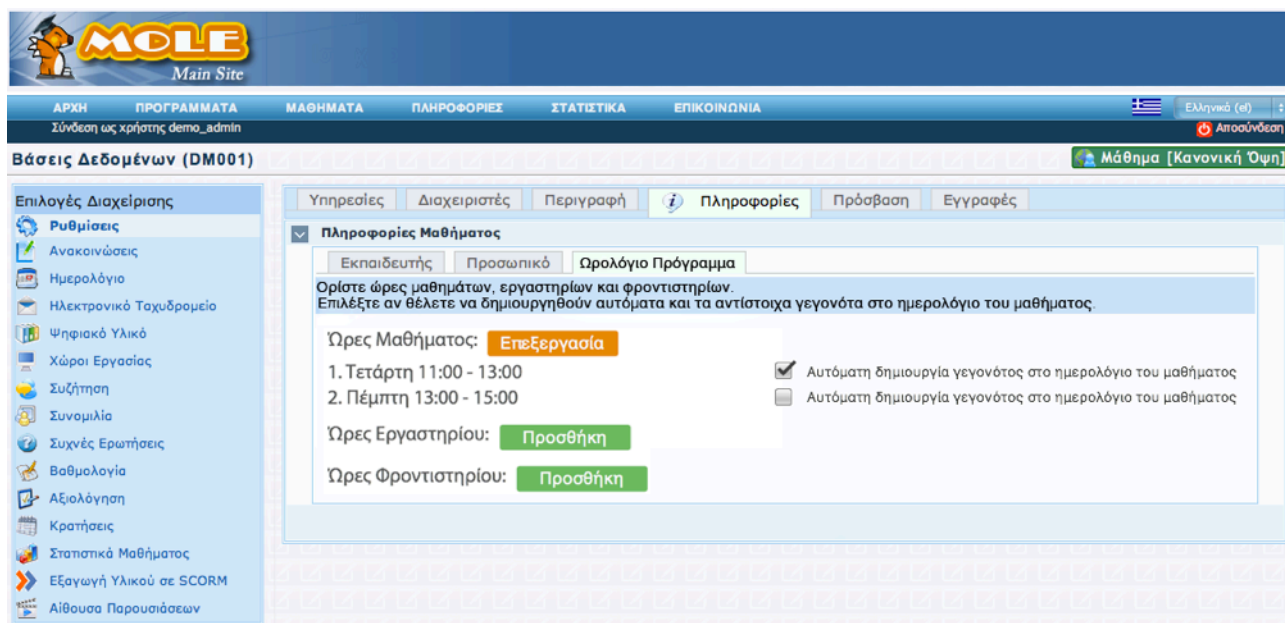 MOLE
Main Site
ΑΡΧΗ ΠΡΟΓΡΑΜΜΑΤΑ ΜΑΘΗΜΑΤΑ ΠΛΗΡΟΦΟΡΙΕΣ ΣΤΑΤΙΣΤΙΚΑ ΕΠΙΚΟΙΝΩΝΙΑ Ελληνικά (el)
Σύνδεση ως χρήστης demo_admin Αποσύνδεση
Βάσεις Δεδομένων (DM001) Μάθημα [Κανονική Όψη]
Επιλογές Διαχείρισης
Ρυθμίσεις
Ανακοινώσεις
Ημερολόγιο
Ηλεκτρονικό Ταχυδρομείο
Ψηφιακό Υλικό
Χώροι Εργασίας
Συζήτηση
Συνομιλία
Συχνές Ερωτήσεις
Βαθμολογία
Αξιολόγηση
Κρατήσεις
Στατιστικά Μαθήματος
Εξαγωγή Υλικού σε SCORM
Αίθουσα Παρουσιάσεων
Υπηρεσίες Διαχειριστές Περιγραφή Πληροφορίες Πρόσβαση Εγγραφές
Πληροφορίες Μαθήματος
Εκπαιδευτής Προσωπικό Ωρολόγιο Πρόγραμμα
Ορίστε ώρες μαθημάτων, εργαστηρίων και φροντιστηρίων.
Επιλέξτε αν θέλετε να δημιουργηθούν αυτόματα και τα αντίστοιχα γεγονότα στο ημερολόγιο του μαθήματος.
Ώρες Μαθήματος: Επεξεργασία
1. Τετάρτη 11:00 - 13:00 Αυτόματη δημιουργία γεγονότος στο ημερολόγιο του μαθήματος
2. Πέμπτη 13:00 - 15:00 Αυτόματη δημιουργία γεγονότος στο ημερολόγιο του μαθήματος
Ώρες Εργαστηρίου: Προσθήκη
Ώρες Φροντιστηρίου: Προσθήκη